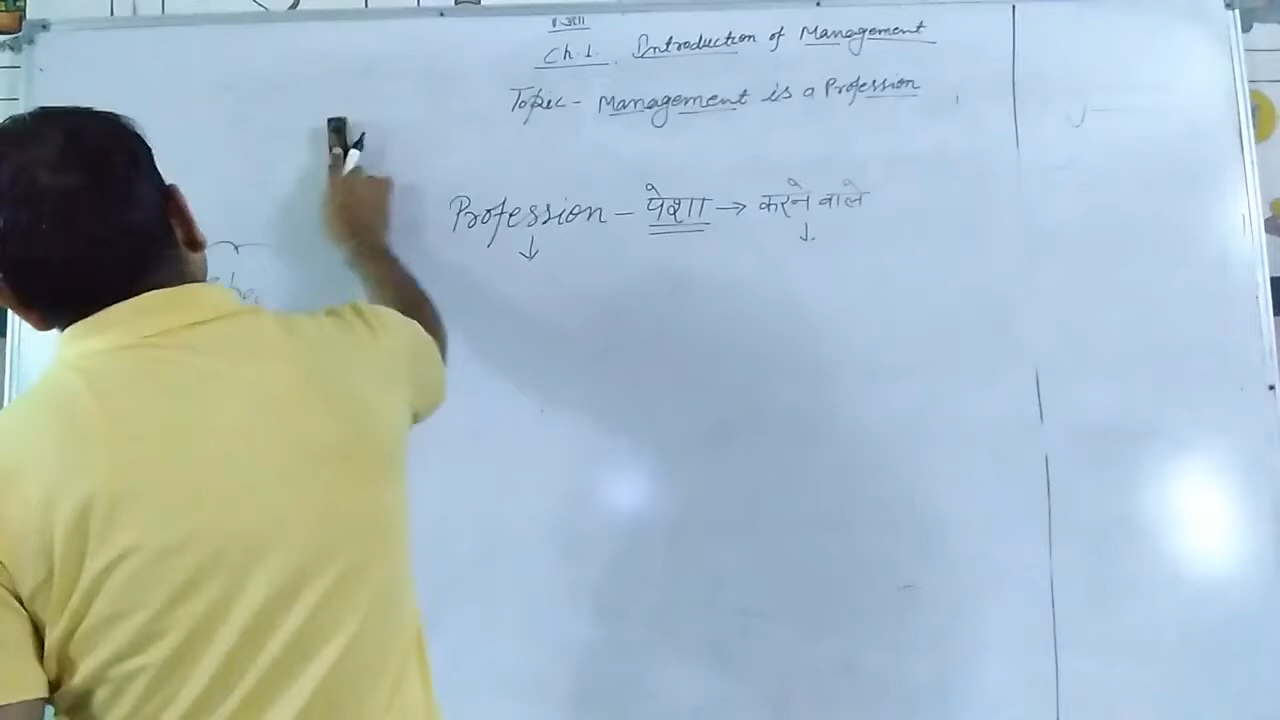 Ch.1. Introduction of Management
Topic - Management is a Profession
Profession - पेशा → करने वाले
↓ ↓